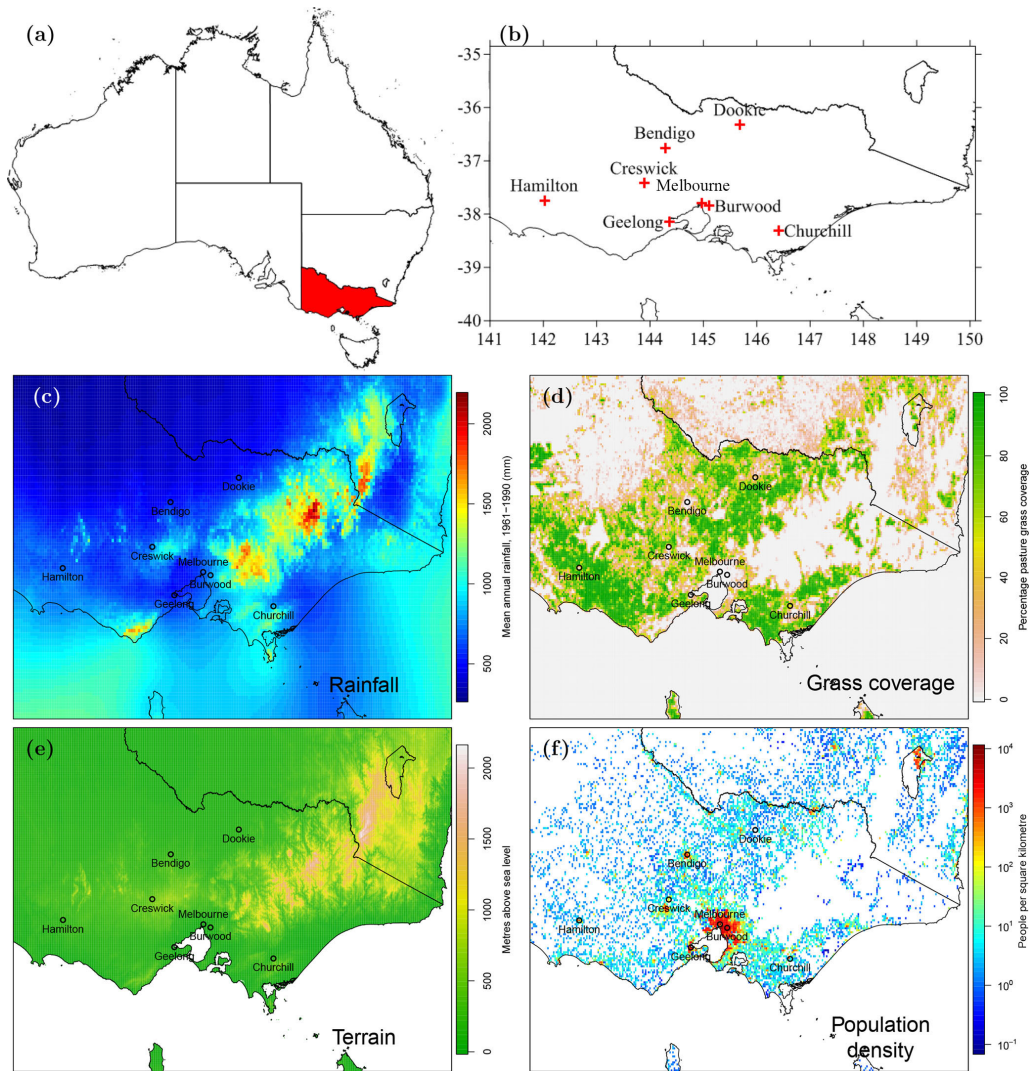 (a)
(b)
-35
-36
-37
-38
-39
-40
141
142
143
144
145
146
147
148
149
150
Dookie
Bendigo
Creswick
Melbourne
Hamilton
Burwood
Geelong
Churchill
(c)
Dookie
Bendigo
Creswick
Melbourne
Hamilton
Burwood
Geelong
Churchill
Rainfall
500
1000
1500
2000
Mean annual rainfall, 1961−1990 (mm)
(d)
Dookie
Bendigo
Creswick
Melbourne
Hamilton
Burwood
Geelong
Churchill
Grass coverage
0
20
40
60
80
100
Percentage pasture grass coverage
(e)
Dookie
Bendigo
Creswick
Melbourne
Hamilton
Burwood
Geelong
Churchill
Terrain
0
500
1000
1500
2000
Metres above sea level
(f)
Dookie
Bendigo
Creswick
Melbourne
Hamilton
Burwood
Geelong
Churchill
Population
density
10⁻¹
10⁰
10¹
10²
10³
10⁴
People per square kilometre